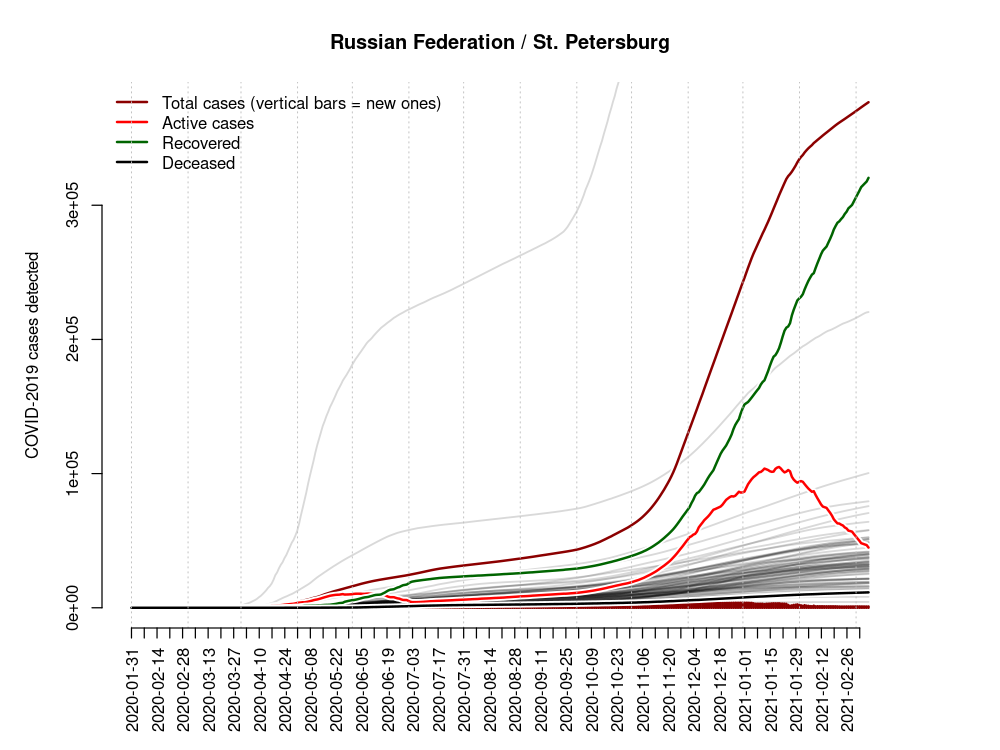 Russian Federation / St. Petersburg
Total cases (vertical bars = new ones)
Active cases
Recovered
Deceased
COVID-2019 cases detected
3e+05
2e+05
1e+05
0e+00
2020-01-31
2020-02-14
2020-02-28
2020-03-13
2020-03-27
2020-04-10
2020-04-24
2020-05-08
2020-05-22
2020-06-05
2020-06-19
2020-07-03
2020-07-17
2020-07-31
2020-08-14
2020-08-28
2020-09-11
2020-09-25
2020-10-09
2020-10-23
2020-11-06
2020-11-20
2020-12-04
2020-12-18
2021-01-01
2021-01-15
2021-01-29
2021-02-12
2021-02-26